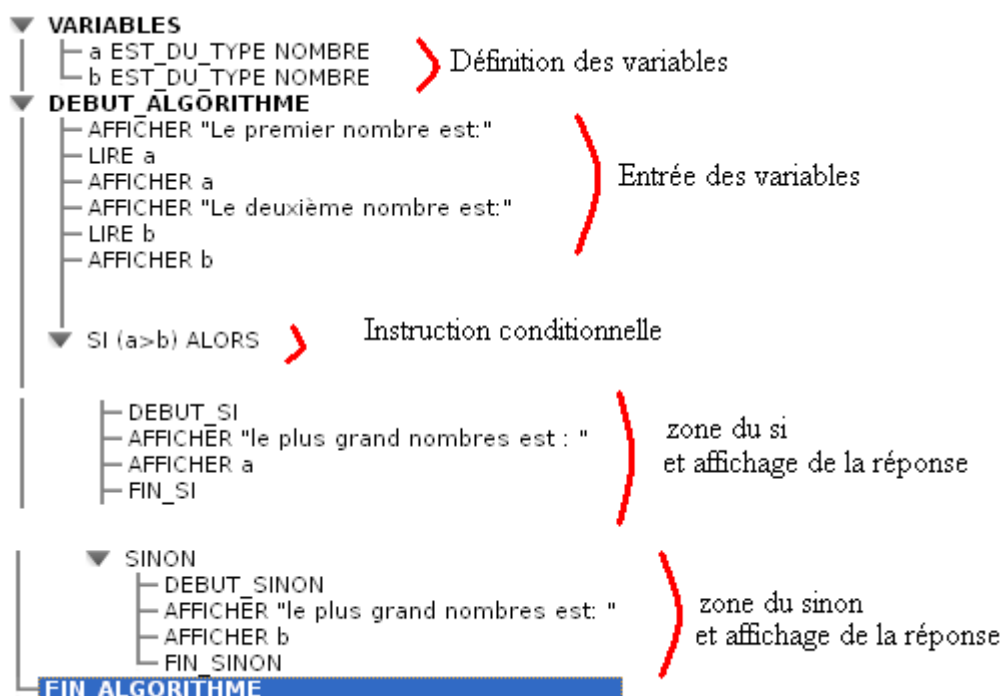 VARIABLES
a EST_DU_TYPE NOMBRE
b EST_DU_TYPE NOMBRE
Définition des variables
DEBUT_ALGORITHME
AFFICHER "Le premier nombre est:"
LIRE a
AFFICHER a
AFFICHER "Le deuxième nombre est:"
LIRE b
AFFICHER b
Entrée des variables
SI (a>b) ALORS
Instruction conditionnelle
DEBUT_SI
AFFICHER "le plus grand nombres est : "
AFFICHER a
FIN_SI
zone du si
et affichage de la réponse
SINON
DEBUT_SINON
AFFICHER "le plus grand nombres est: "
AFFICHER b
FIN_SINON
zone du sinon
et affichage de la réponse
FIN_ALGORITHME